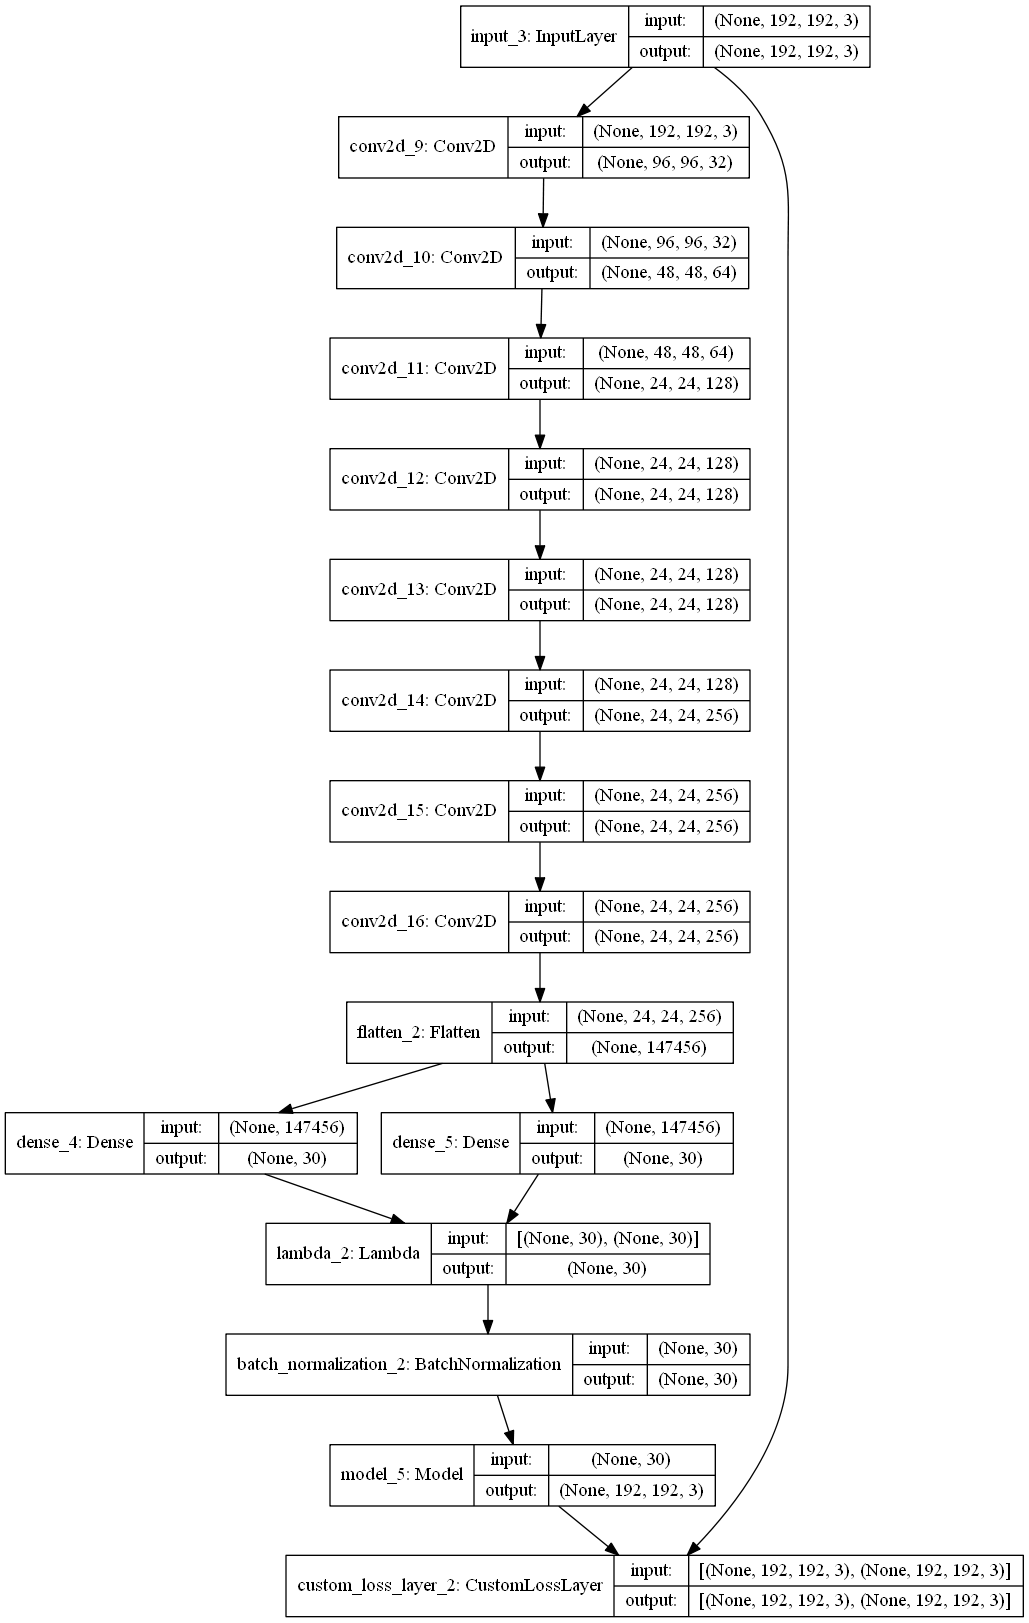 input_3: InputLayer
input: (None, 192, 192, 3)
output: (None, 192, 192, 3)
conv2d_9: Conv2D
input: (None, 192, 192, 3)
output: (None, 96, 96, 32)
conv2d_10: Conv2D
input: (None, 96, 96, 32)
output: (None, 48, 48, 64)
conv2d_11: Conv2D
input: (None, 48, 48, 64)
output: (None, 24, 24, 128)
conv2d_12: Conv2D
input: (None, 24, 24, 128)
output: (None, 24, 24, 128)
conv2d_13: Conv2D
input: (None, 24, 24, 128)
output: (None, 24, 24, 128)
conv2d_14: Conv2D
input: (None, 24, 24, 128)
output: (None, 24, 24, 256)
conv2d_15: Conv2D
input: (None, 24, 24, 256)
output: (None, 24, 24, 256)
conv2d_16: Conv2D
input: (None, 24, 24, 256)
output: (None, 24, 24, 256)
flatten_2: Flatten
input: (None, 24, 24, 256)
output: (None, 147456)
dense_4: Dense
input: (None, 147456)
output: (None, 30)
dense_5: Dense
input: (None, 147456)
output: (None, 30)
lambda_2: Lambda
input: [(None, 30), (None, 30)]
output: (None, 30)
batch_normalization_2: BatchNormalization
input: (None, 30)
output: (None, 30)
model_5: Model
input: (None, 30)
output: (None, 192, 192, 3)
custom_loss_layer_2: CustomLossLayer
input: [(None, 192, 192, 3), (None, 192, 192, 3)]
output: [(None, 192, 192, 3), (None, 192, 192, 3)]